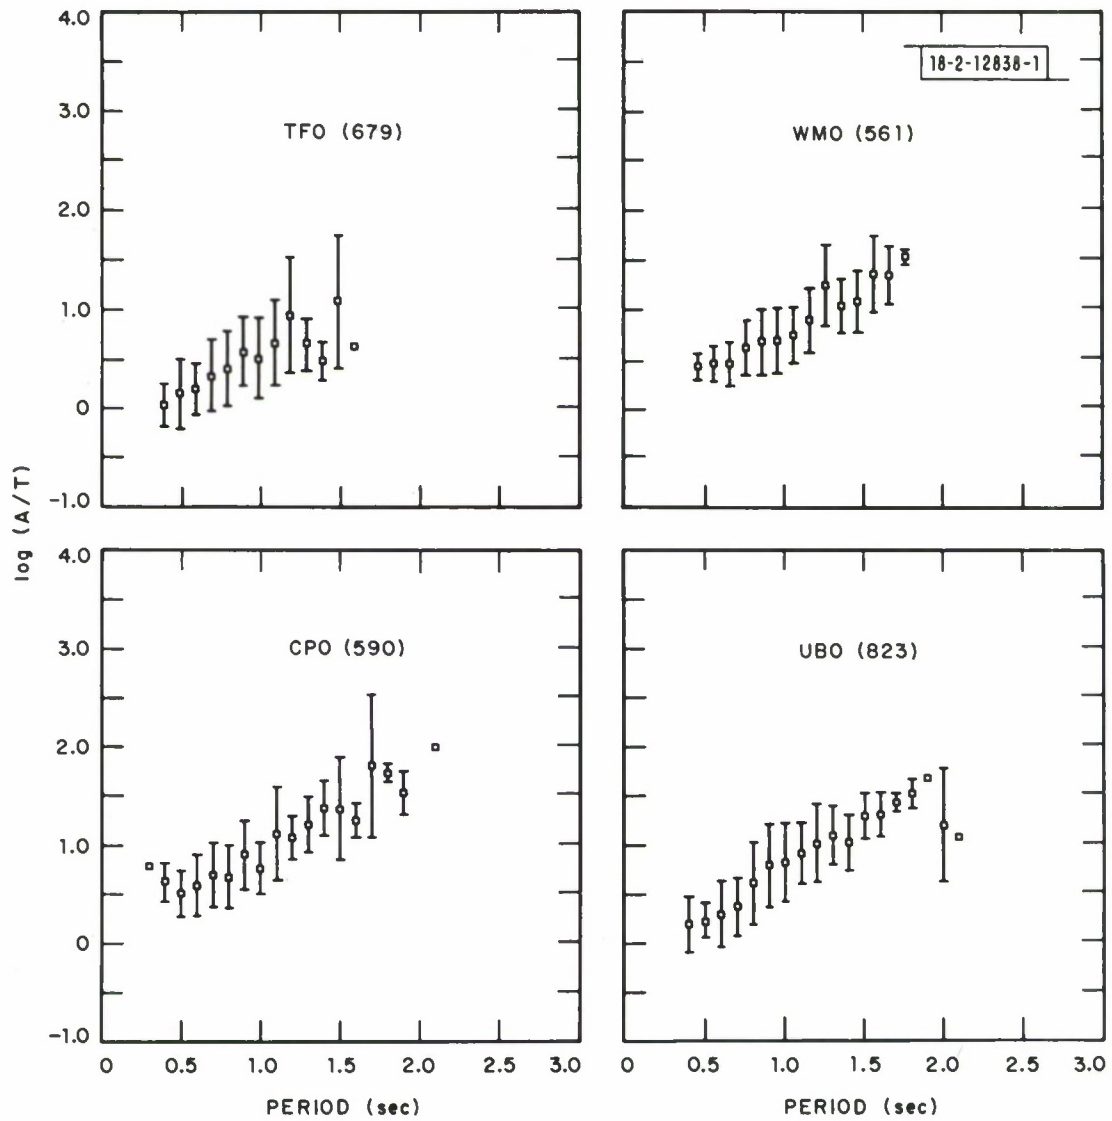 4.0
3.0
2.0
1.0
0
-1.0
TFO (679)
18-2-12838-1
WMO (561)
log (A/T)
4.0
3.0
2.0
1.0
0
-1.0
CPO (590)
UBO (823)
0 0.5 1.0 1.5 2.0 2.5 3.0
0 0.5 1.0 1.5 2.0 2.5 3.0
PERIOD (sec)
PERIOD (sec)